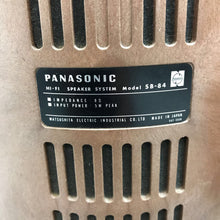 PANASONIC
HI-FI SPEAKER SYSTEM Model SB-84
IMPEDANCE 8Ω
INPUT POWER 5W PEAK
MATSUSHITA ELECTRIC INDUSTRIAL CO.LTD. MADE IN JAPAN